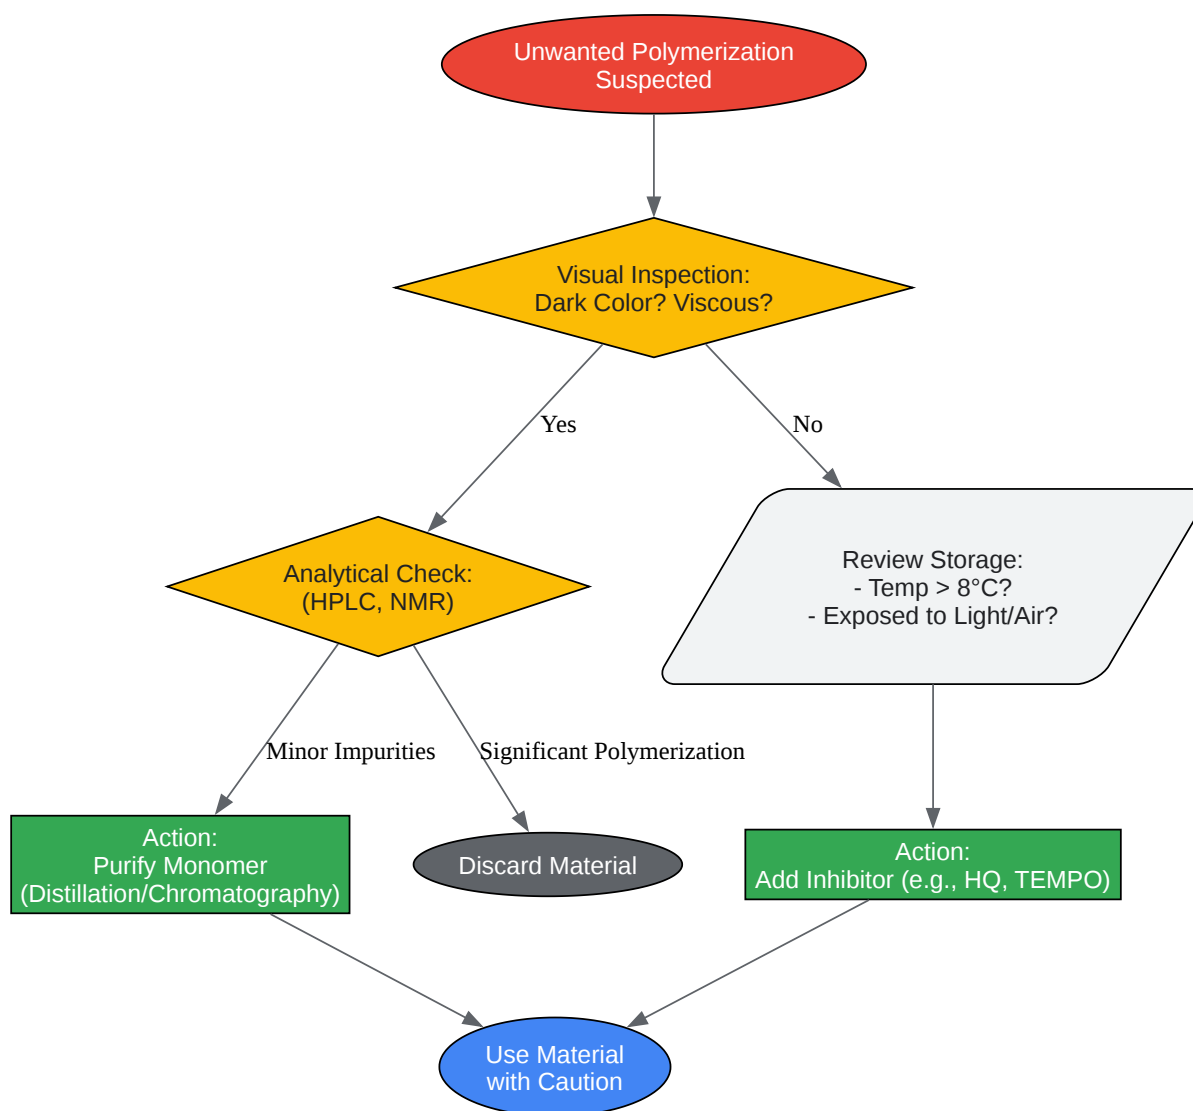 Unwanted Polymerization
Suspected
Visual Inspection:
Dark Color? Viscous?
Yes
No
Analytical Check:
(HPLC, NMR)
Review Storage:
- Temp > 8°C?
- Exposed to Light/Air?
Minor Impurities
Significant Polymerization
Action:
Purify Monomer
(Distillation/Chromatography)
Discard Material
Action:
Add Inhibitor (e.g., HQ, TEMPO)
Use Material
with Caution